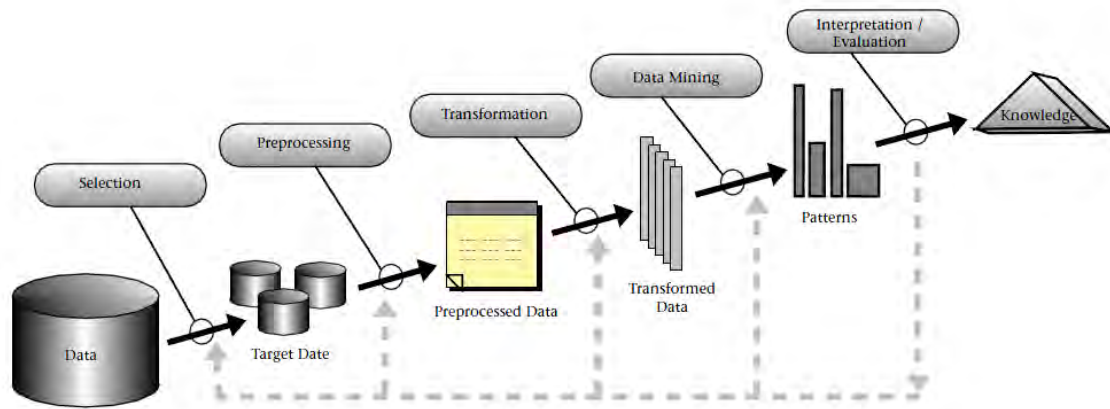 Interpretation /
Evaluation
Data Mining
Transformation
Preprocessing
Selection
Data
Target Date
Preprocessed Data
Transformed
Data
Patterns
Knowledge